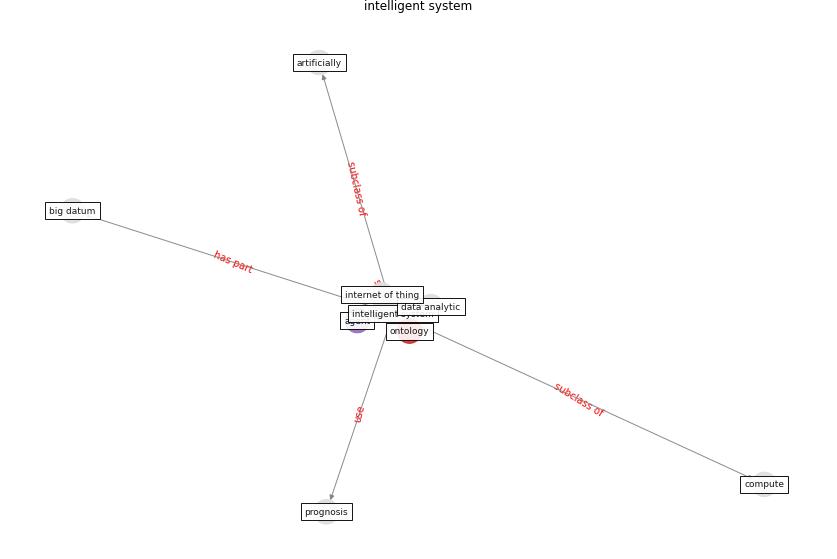 intelligent system
artificially
subclass of
big datum
has part
internet of thing
data analytic
intelligent system
ontology
subclass of
use
compute
prognosis